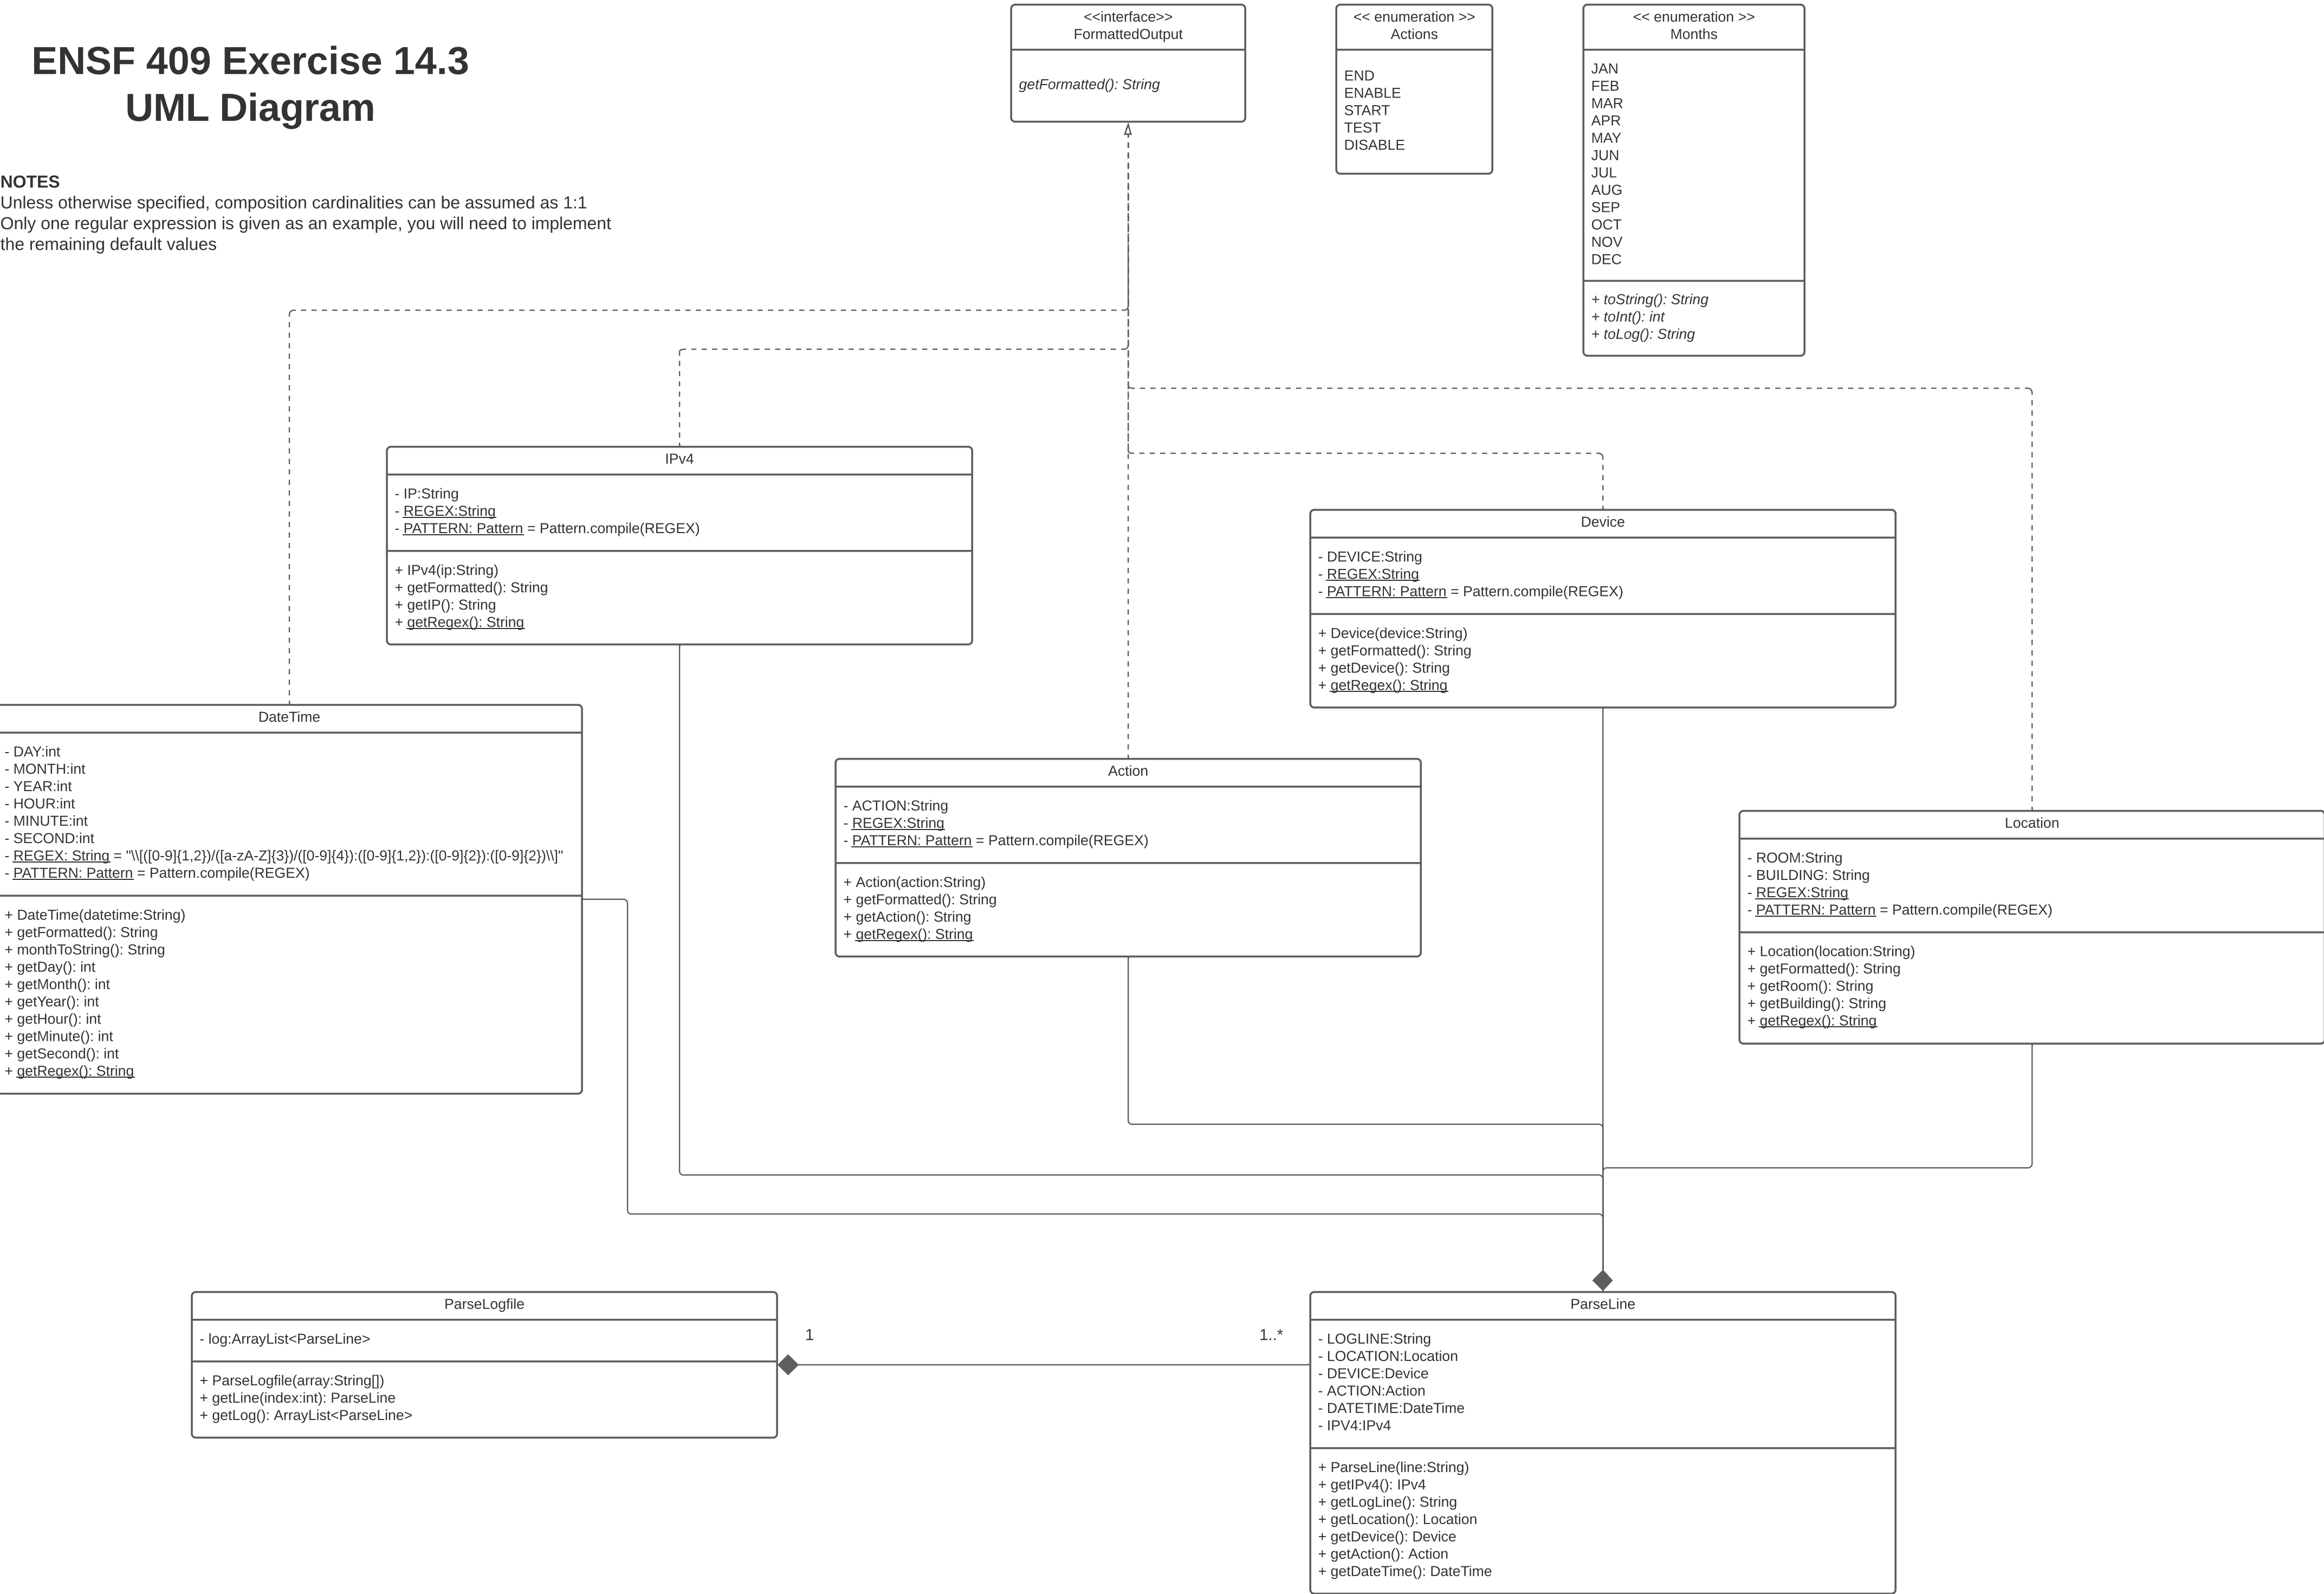 ENSF 409 Exercise 14.3
UML Diagram
NOTES
Unless otherwise specified, composition cardinalities can be assumed as 1:1
Only one regular expression is given as an example, you will need to implement
the remaining default values
<<interface>>
FormattedOutput
getFormatted(): String
<< enumeration >>
Actions
END
ENABLE
START
TEST
DISABLE
<< enumeration >>
Months
JAN
FEB
MAR
APR
MAY
JUN
JUL
AUG
SEP
OCT
NOV
DEC
+ toString(): String
+ toInt(): int
+ toLog(): String
IPv4
- IP:String
- REGEX:String
- PATTERN: Pattern = Pattern.compile(REGEX)
+ IPv4(ip:String)
+ getFormatted(): String
+ getIP(): String
+ getRegex(): String
Device
- DEVICE:String
- REGEX:String
- PATTERN: Pattern = Pattern.compile(REGEX)
+ Device(device:String)
+ getFormatted(): String
+ getDevice(): String
+ getRegex(): String
DateTime
- DAY:int
- MONTH:int
- YEAR:int
- HOUR:int
- MINUTE:int
- SECOND:int
- REGEX: String = "\\[([0-9]{1,2})/([a-zA-Z]{3})/([0-9]{4}):([0-9]{1,2}):([0-9]{2}):([0-9]{2})\\]"
- PATTERN: Pattern = Pattern.compile(REGEX)
+ DateTime(datetime:String)
+ getFormatted(): String
+ monthToString(): String
+ getDay(): int
+ getMonth(): int
+ getYear(): int
+ getHour(): int
+ getMinute(): int
+ getSecond(): int
+ getRegex(): String
Action
- ACTION:String
- REGEX:String
- PATTERN: Pattern = Pattern.compile(REGEX)
+ Action(action:String)
+ getFormatted(): String
+ getAction(): String
+ getRegex(): String
Location
- ROOM:String
- BUILDING: String
- REGEX:String
- PATTERN: Pattern = Pattern.compile(REGEX)
+ Location(location:String)
+ getFormatted(): String
+ getRoom(): String
+ getBuilding(): String
+ getRegex(): String
ParseLogfile
- log:ArrayList<ParseLine>
+ ParseLogfile(array:String[])
+ getLine(index:int): ParseLine
+ getLog(): ArrayList<ParseLine>
1
1..*
ParseLine
- LOGLINE:String
- LOCATION:Location
- DEVICE:Device
- ACTION:Action
- DATETIME:DateTime
- IPV4:IPv4
+ ParseLine(line:String)
+ getIPv4(): IPv4
+ getLogLine(): String
+ getLocation(): Location
+ getDevice(): Device
+ getAction(): Action
+ getDateTime(): DateTime